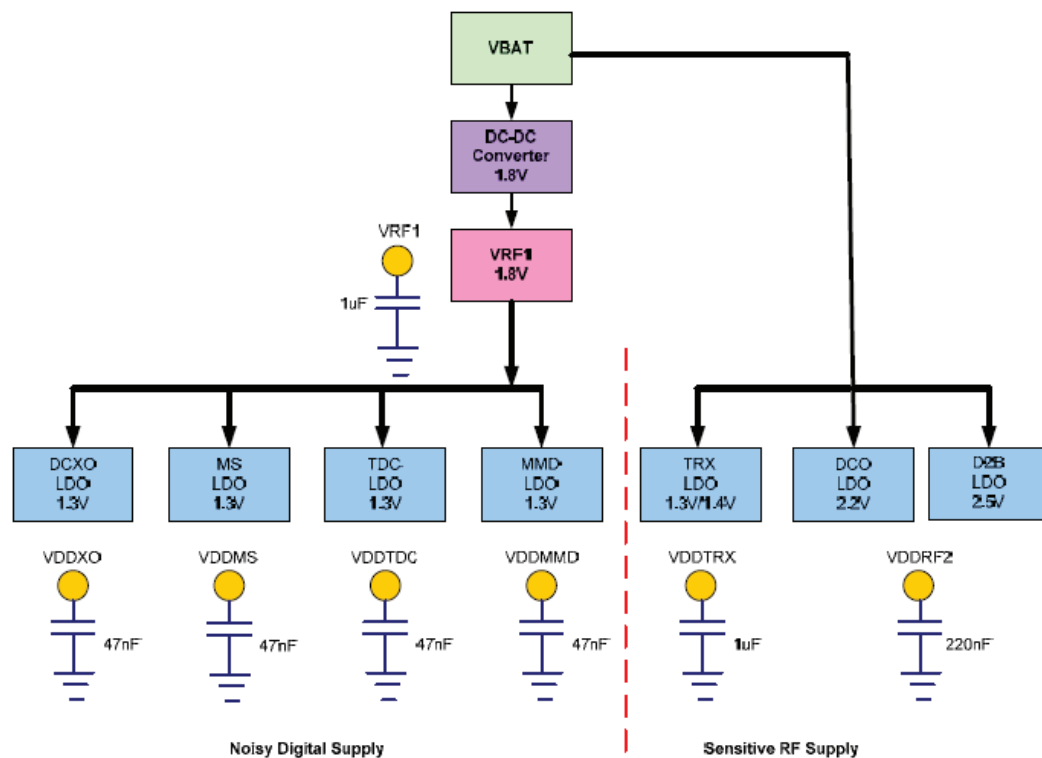 VBAT
DC-DC
Converter
1.8V
VRF1
1uF
VRF1
1.8V
DCXO
LDO
1.3V
MS
LDO
1.3V
TDC
LDO
1.3V
MMD
LDO
1.3V
TRX
LDO
1.3V/1.4V
DCO
LDO
2.2V
D2B
LDO
2.5V
VDDXO
47nF
VDDMS
47nF
VDDTDC
47nF
VDDMMD
47nF
VDDTRX
1uF
VDDRF2
220nF
Noisy Digital Supply
Sensitive RF Supply